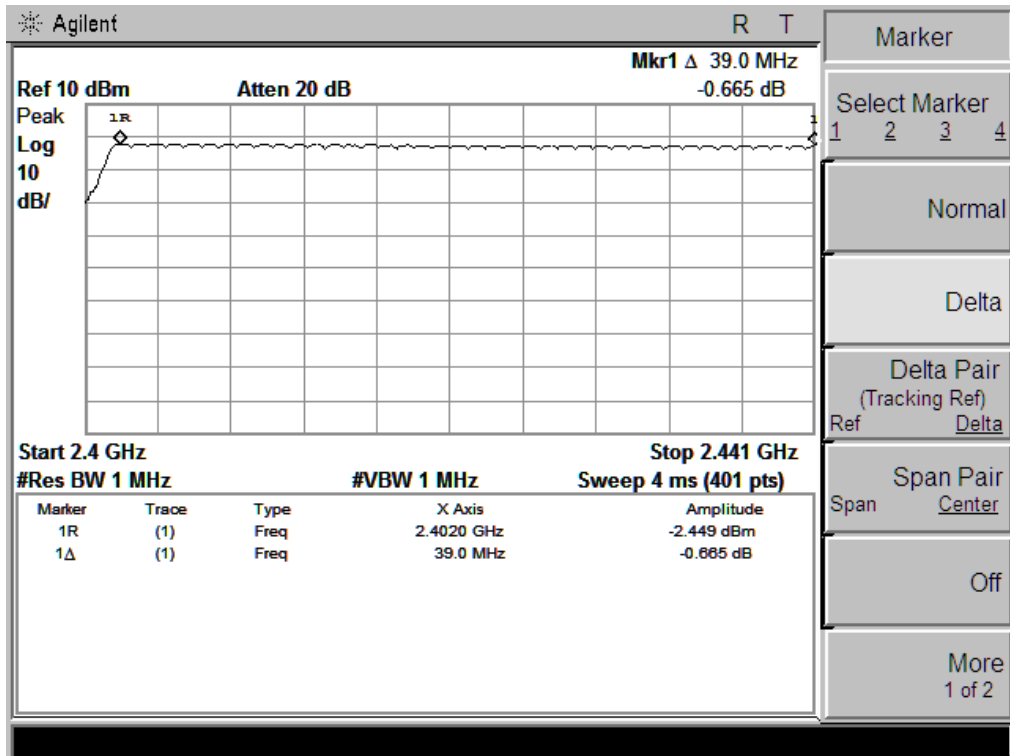 Agilent R T
Mkr1 Δ 39.0 MHz
Ref 10 dBm Atten 20 dB -0.665 dB
Peak
Log
10
dB/
1R
1
Start 2.4 GHz Stop 2.441 GHz
#Res BW 1 MHz #VBW 1 MHz Sweep 4 ms (401 pts)
Marker Trace Type X Axis Amplitude
1R (1) Freq 2.4020 GHz -2.449 dBm
1Δ (1) Freq 39.0 MHz -0.665 dB
Marker
Select Marker
1 2 3 4
Normal
Delta
Delta Pair
(Tracking Ref)
Ref Delta
Span Pair
Span Center
Off
More
1 of 2